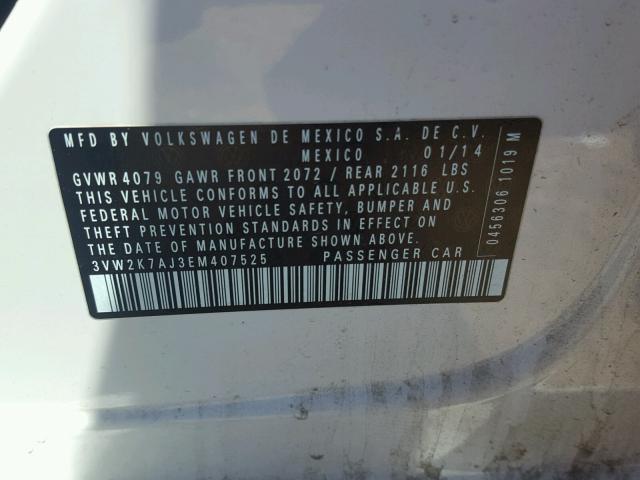 MFD BY VOLKSWAGEN DE MEXICO S.A. DE C.V.
MEXICO 01/14
GVWR 4079 GAWR FRONT 2072 / REAR 2116 LBS
THIS VEHICLE CONFORMS TO ALL APPLICABLE U.S.
FEDERAL MOTOR VEHICLE SAFETY, BUMPER AND
THEFT PREVENTION STANDARDS IN EFFECT ON
THE DATE OF MANUFACTURE SHOWN ABOVE.
3VW2K7AJ3EM407525 PASSENGER CAR
0456306 1019 M